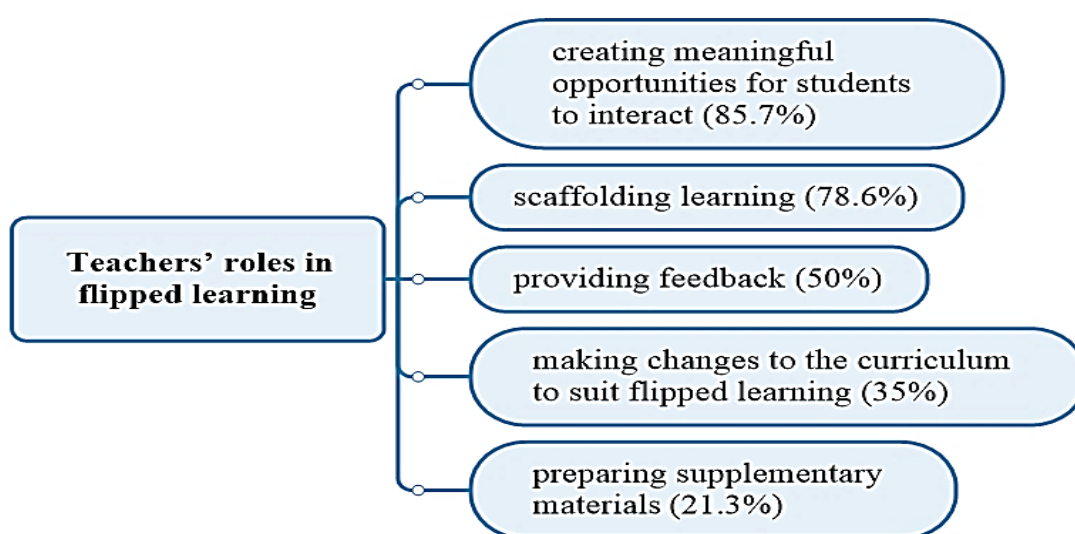 Teachers’ roles in
flipped learning
creating meaningful
opportunities for students
to interact (85.7%)
scaffolding learning (78.6%)
providing feedback (50%)
making changes to the curriculum
to suit flipped learning (35%)
preparing supplementary
materials (21.3%)